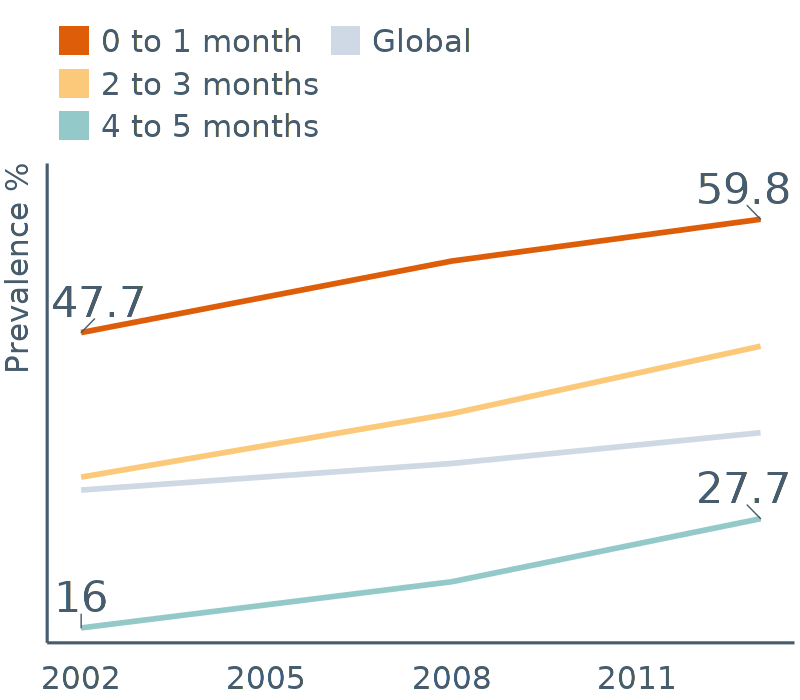 0 to 1 month
Global
2 to 3 months
4 to 5 months
Prevalence %
59.8
47.7
27.7
16
2002 2005 2008 2011